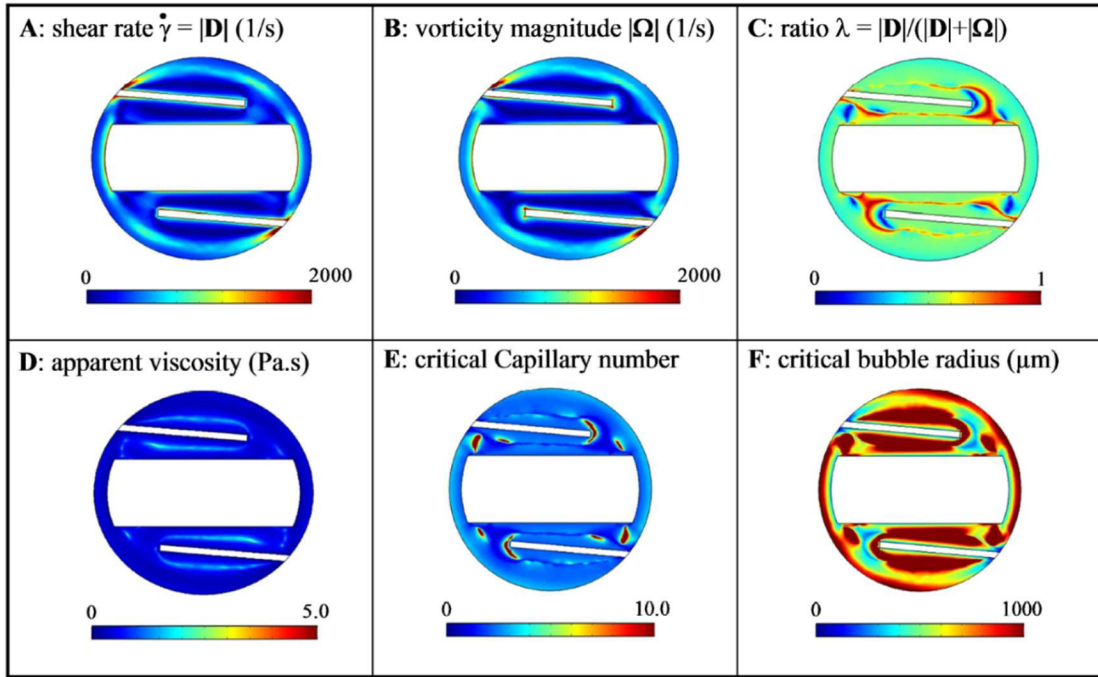 A: shear rate γ̇ = |D| (1/s)
B: vorticity magnitude |Ω| (1/s)
C: ratio λ = |D|/(|D|+|Ω|)
0 2000
0 2000
0 1
D: apparent viscosity (Pa.s)
E: critical Capillary number
F: critical bubble radius (µm)
0 5.0
0 10.0
0 1000